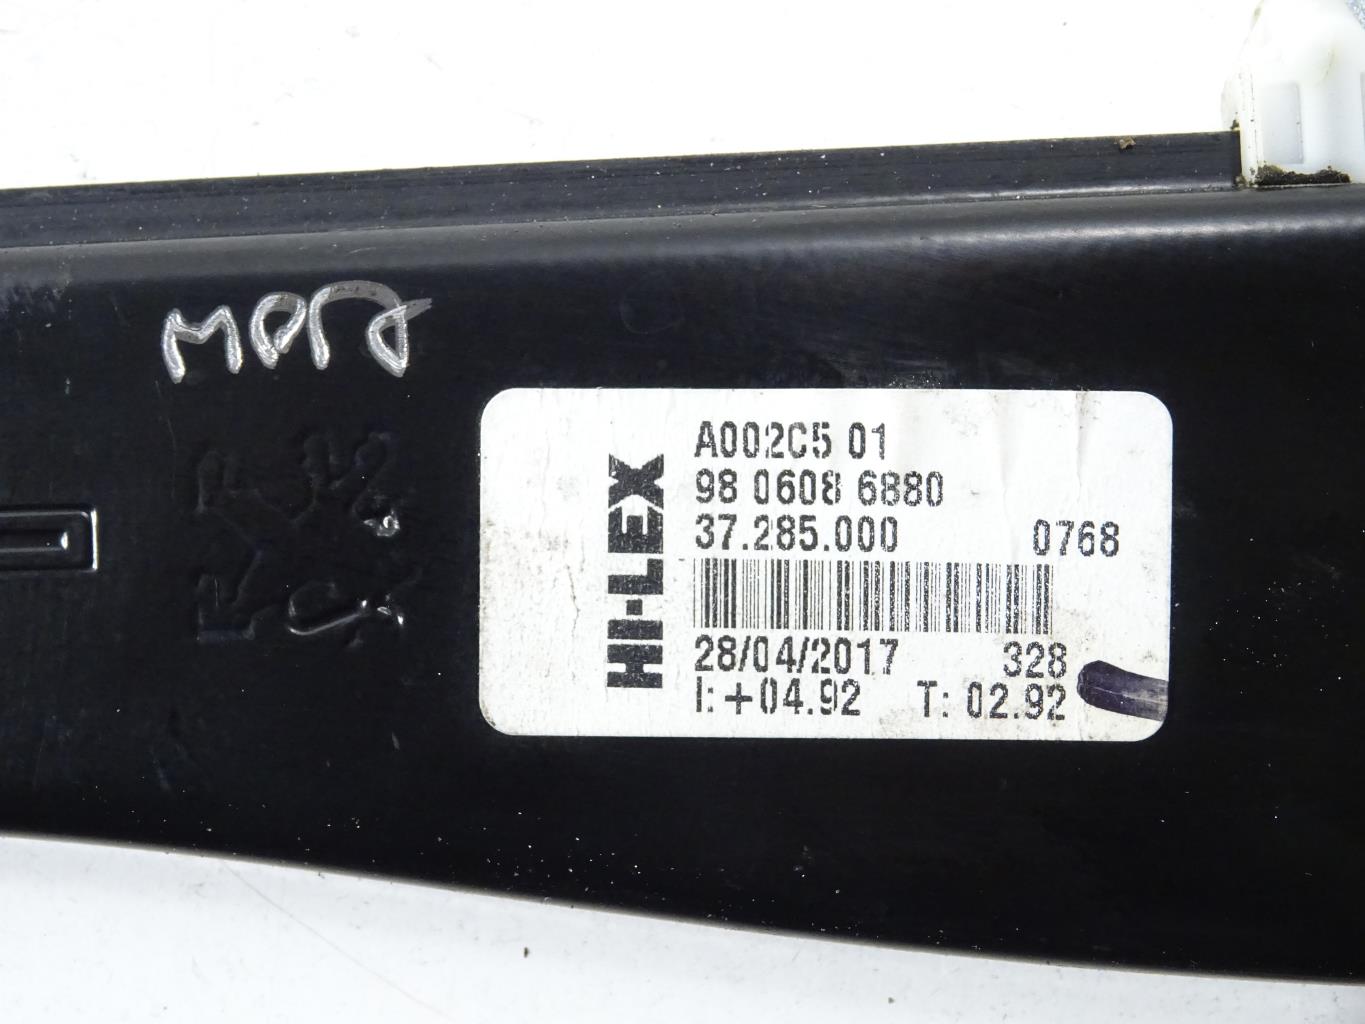 A002C5 01
98 0608 6880
37.285.000 0768
HI-LEX
28/04/2017 328
I: +04.92 T: 02.92